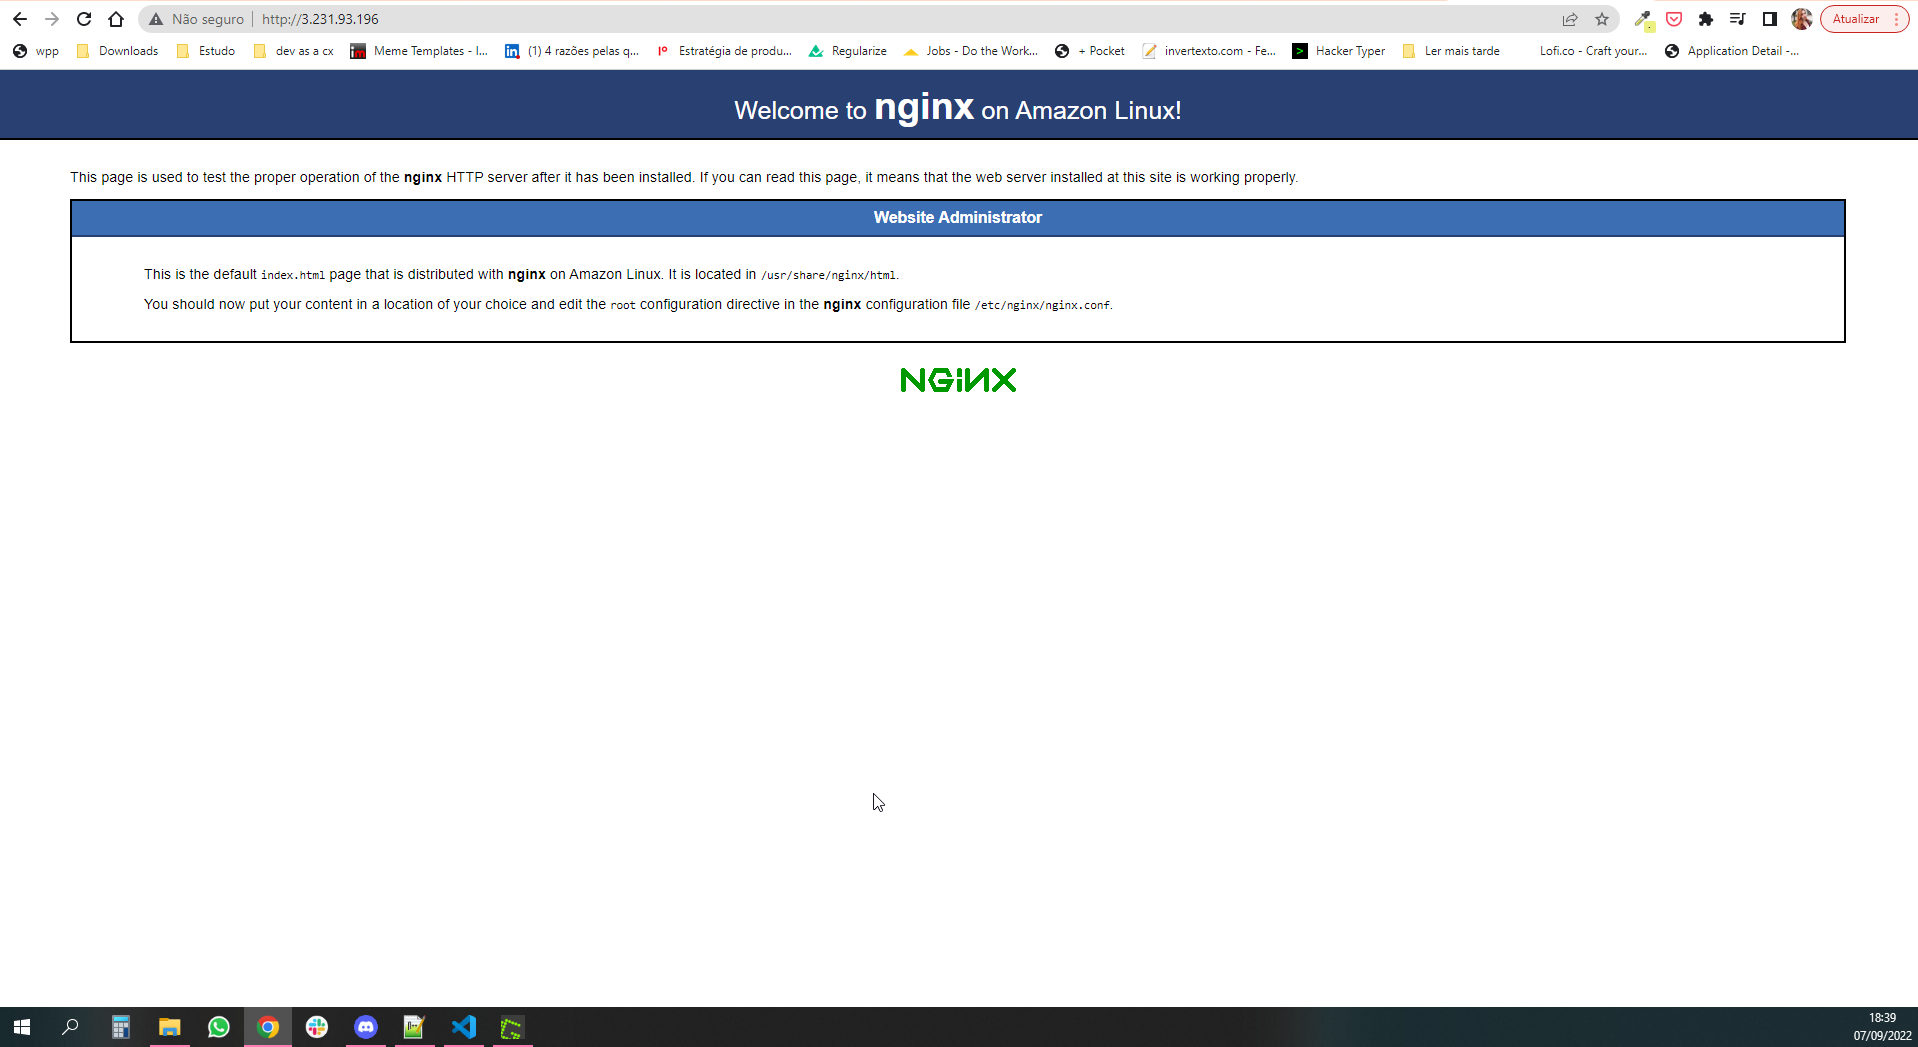 Não seguro http://3.231.93.196 Atualizar
wpp Downloads Estudo dev as a cx Meme Templates - I... (1) 4 razões pelas q... Estratégia de produ... Regularize Jobs - Do the Work... + Pocket invertexto.com - Fe... Hacker Typer Ler mais tarde Lofi.co - Craft your... Application Detail -...
Welcome to nginx on Amazon Linux!
This page is used to test the proper operation of the nginx HTTP server after it has been installed. If you can read this page, it means that the web server installed at this site is working properly.
Website Administrator
This is the default index.html page that is distributed with nginx on Amazon Linux. It is located in /usr/share/nginx/html.
You should now put your content in a location of your choice and edit the root configuration directive in the nginx configuration file /etc/nginx/nginx.conf.
NGINX
18:39
07/09/2022